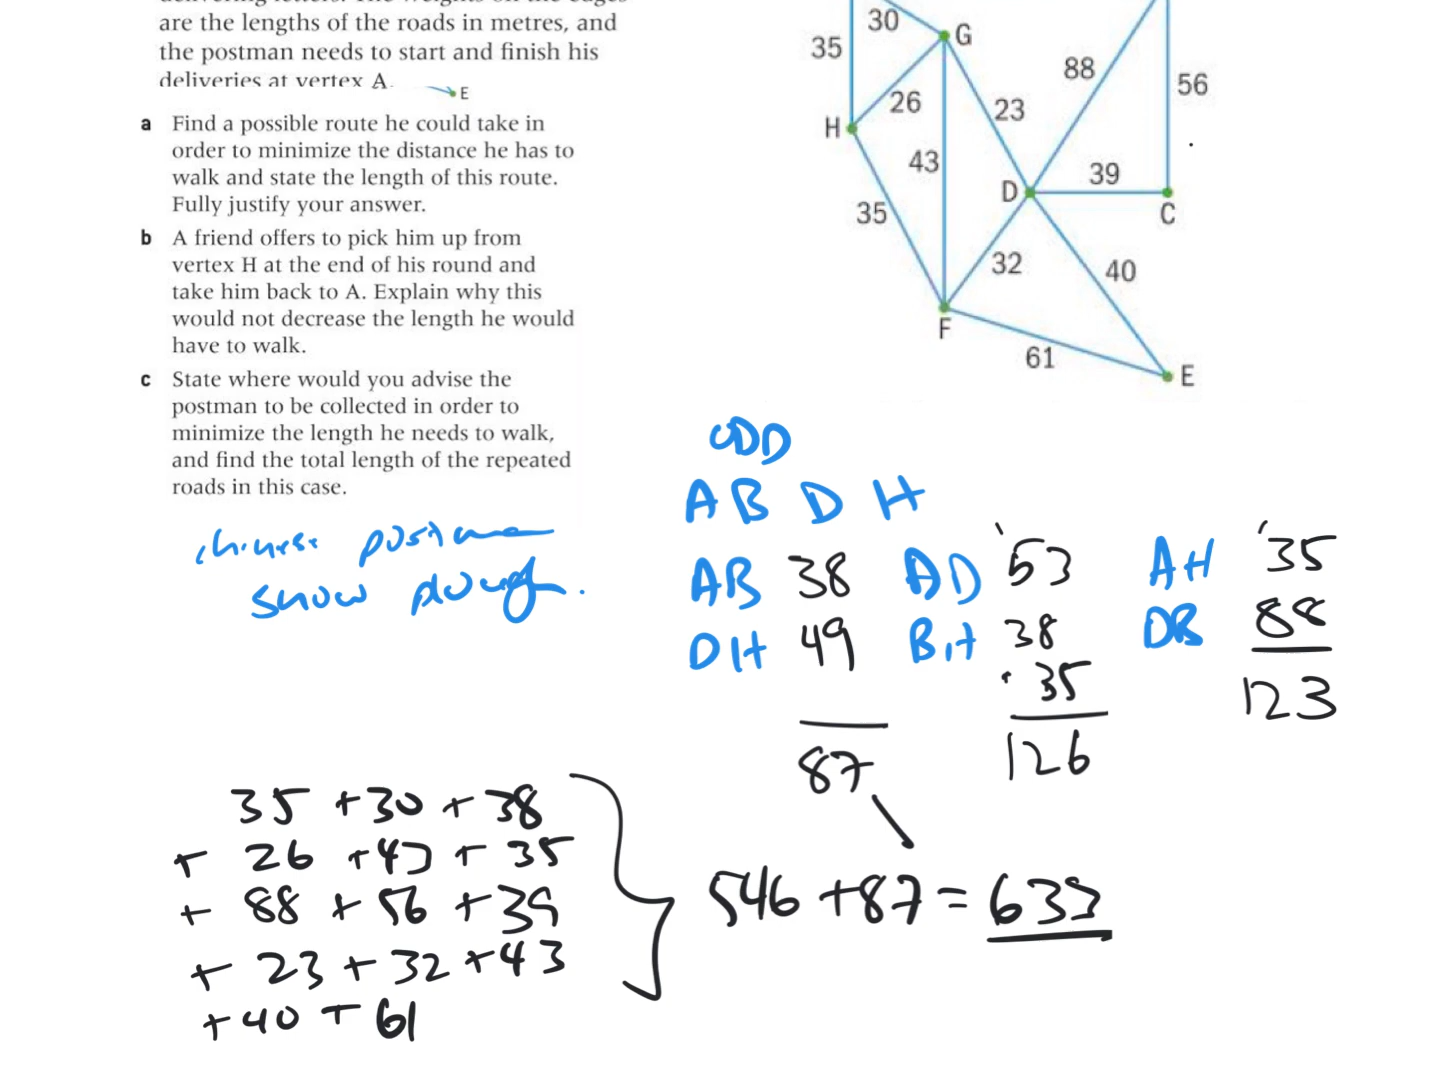 are the lengths of the roads in metres, and
the postman needs to start and finish his
deliveries at vertex A.
E
a Find a possible route he could take in
order to minimize the distance he has to
walk and state the length of this route.
Fully justify your answer.
b A friend offers to pick him up from
vertex H at the end of his round and
take him back to A. Explain why this
would not decrease the length he would
have to walk.
c State where would you advise the
postman to be collected in order to
minimize the length he needs to walk,
and find the total length of the repeated
roads in this case.
30
G
35
88
56
26
23
H
43
39
D
C
35
32
40
F
61
E
ODD
A B D H
AB 38 AD 53 AH 35
DH 49 BH 38 DB 88
35
87 126 123
chinese postman
snow plough.
35 + 30 + 38
+ 26 + 43 + 35
+ 88 + 56 + 39
+ 23 + 32 + 43
+ 40 + 61
546 + 87 = 633